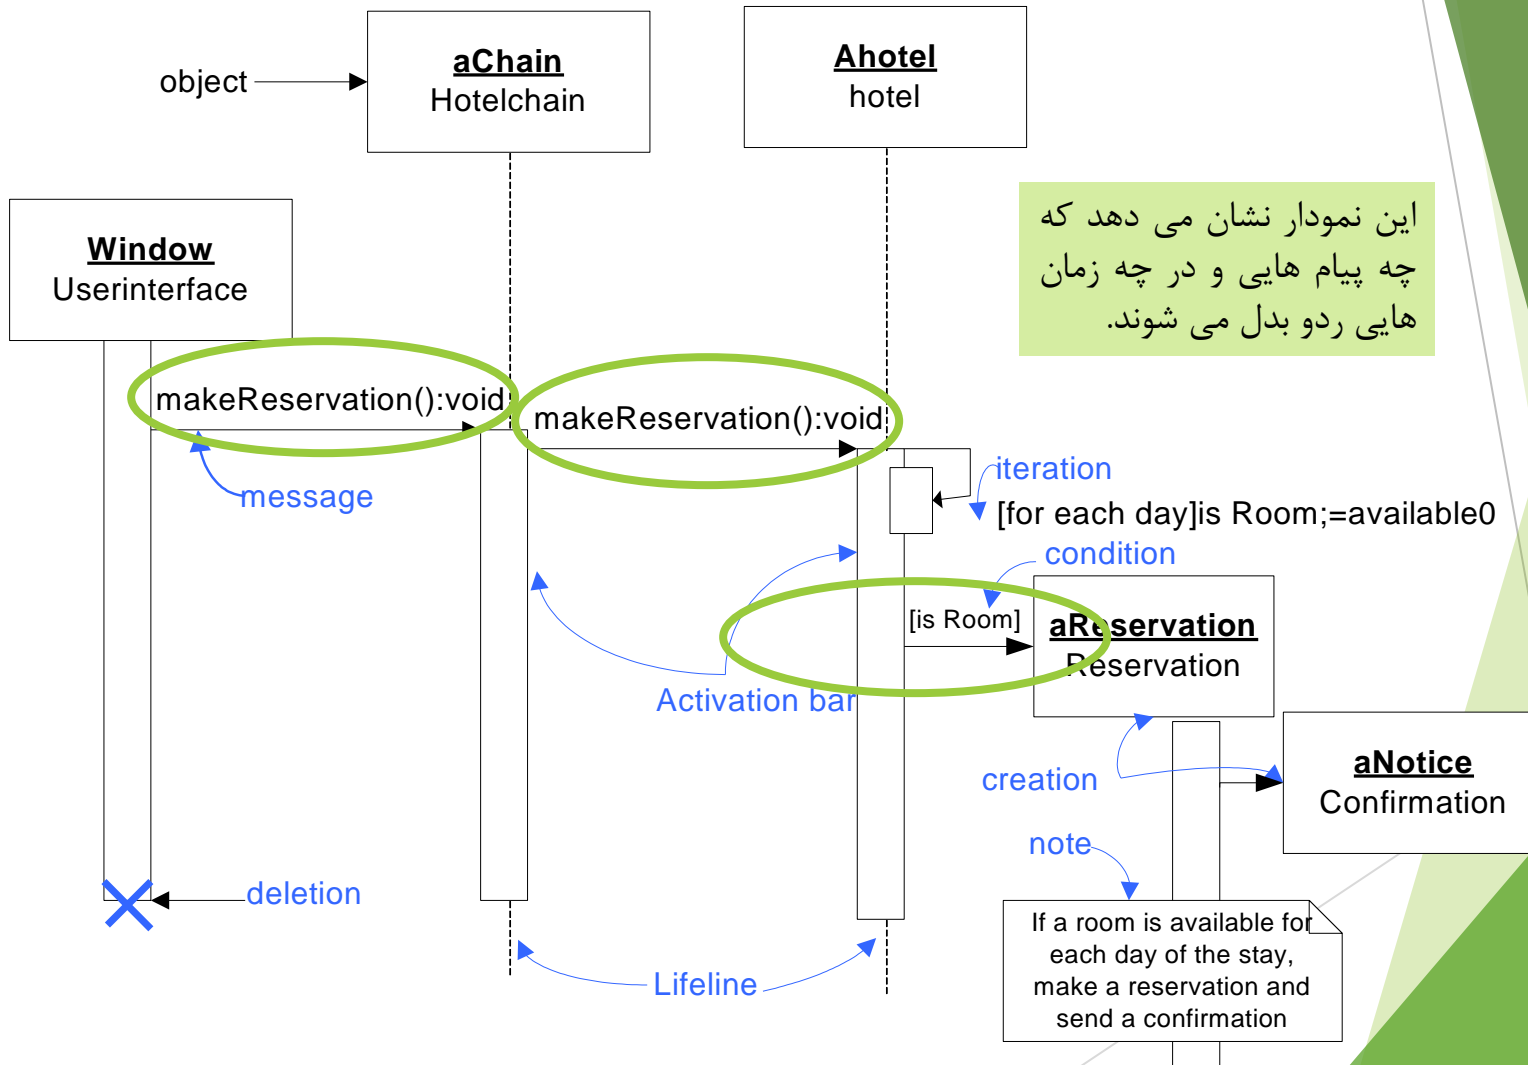 object
aChain
Hotelchain
Ahotel
hotel
Window
Userinterface
این نمودار نشان می دهد که
چه پیام هایی و در چه زمان
هایی ردو بدل می شوند.
makeReservation():void
makeReservation():void
message
iteration
[for each day]is Room;=available0
condition
[is Room]
aReservation
Reservation
Activation bar
creation
aNotice
Confirmation
note
deletion
If a room is available for
each day of the stay,
make a reservation and
send a confirmation
Lifeline